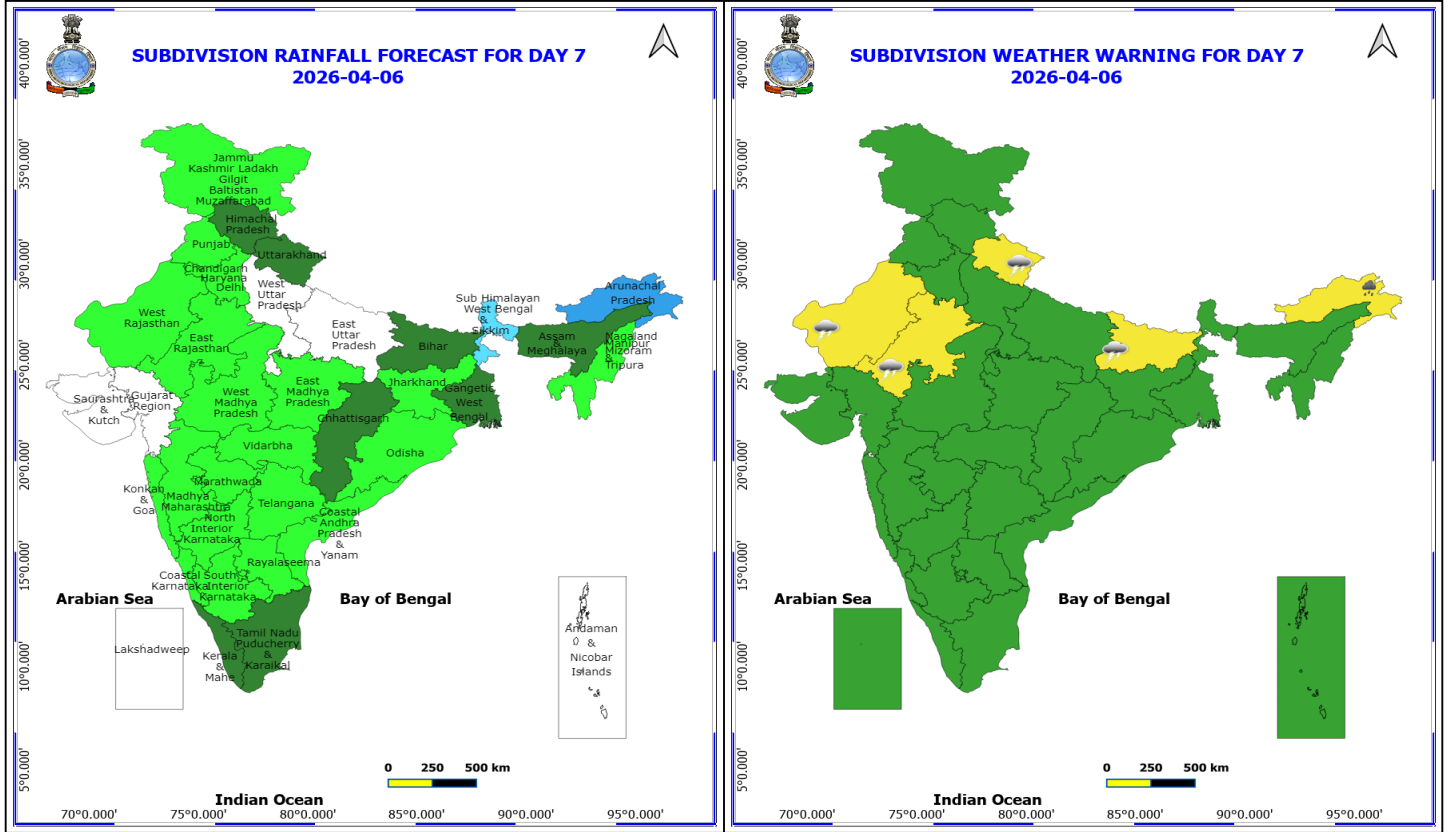 SUBDIVISION RAINFALL FORECAST FOR DAY 7
2026-04-06
40°0.000'
35°0.000'
30°0.000'
25°0.000'
20°0.000'
15°0.000'
10°0.000'
5°0.000'
Jammu
Kashmir Ladakh
Gilgit
Baltistan
Muzaffarabad
Himachal
Pradesh
Punjab
Uttarakhand
Chandigarh
Haryana
Delhi
West
Uttar
Pradesh
West
Rajasthan
East
Rajasthan
East
Uttar
Pradesh
Bihar
Sub Himalayan
West Bengal
&
Sikkim
Arunachal
Pradesh
Assam
&
Meghalaya
Nagaland
Manipur
Mizoram
&
Tripura
Saurashtra
&
Kutch
Gujarat
Region
West
Madhya
Pradesh
East
Madhya
Pradesh
Jharkhand
Gangetic
West
Bengal
Chhattisgarh
Vidarbha
Odisha
Konkan
&
Goa
Marathwada
Madhya
Maharashtra
Telangana
North
Interior
Karnataka
Coastal
Andhra
Pradesh
&
Yanam
Rayalaseema
Coastal
Karnataka
South
Interior
Karnataka
Arabian Sea
Bay of Bengal
Lakshadweep
Kerala
&
Mahe
Tamil Nadu
Puducherry
&
Karaikal
Andaman
&
Nicobar
Islands
0 250 500 km
Indian Ocean
70°0.000' 75°0.000' 80°0.000' 85°0.000' 90°0.000' 95°0.000'
SUBDIVISION WEATHER WARNING FOR DAY 7
2026-04-06
40°0.000'
35°0.000'
30°0.000'
25°0.000'
20°0.000'
15°0.000'
10°0.000'
5°0.000'
Arabian Sea
Bay of Bengal
0 250 500 km
Indian Ocean
70°0.000' 75°0.000' 80°0.000' 85°0.000' 90°0.000' 95°0.000'